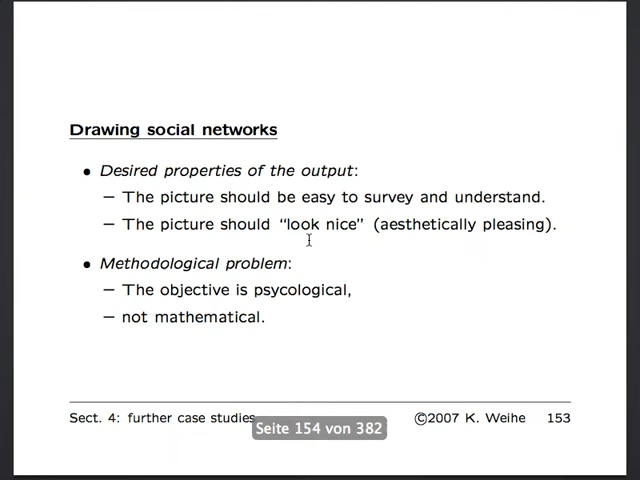 Drawing social networks
• Desired properties of the output:
– The picture should be easy to survey and understand.
– The picture should “look nice” (aesthetically pleasing).
• Methodological problem:
– The objective is psycological,
– not mathematical.
Sect. 4: further case studies ©2007 K. Weihe 153
Seite 154 von 382